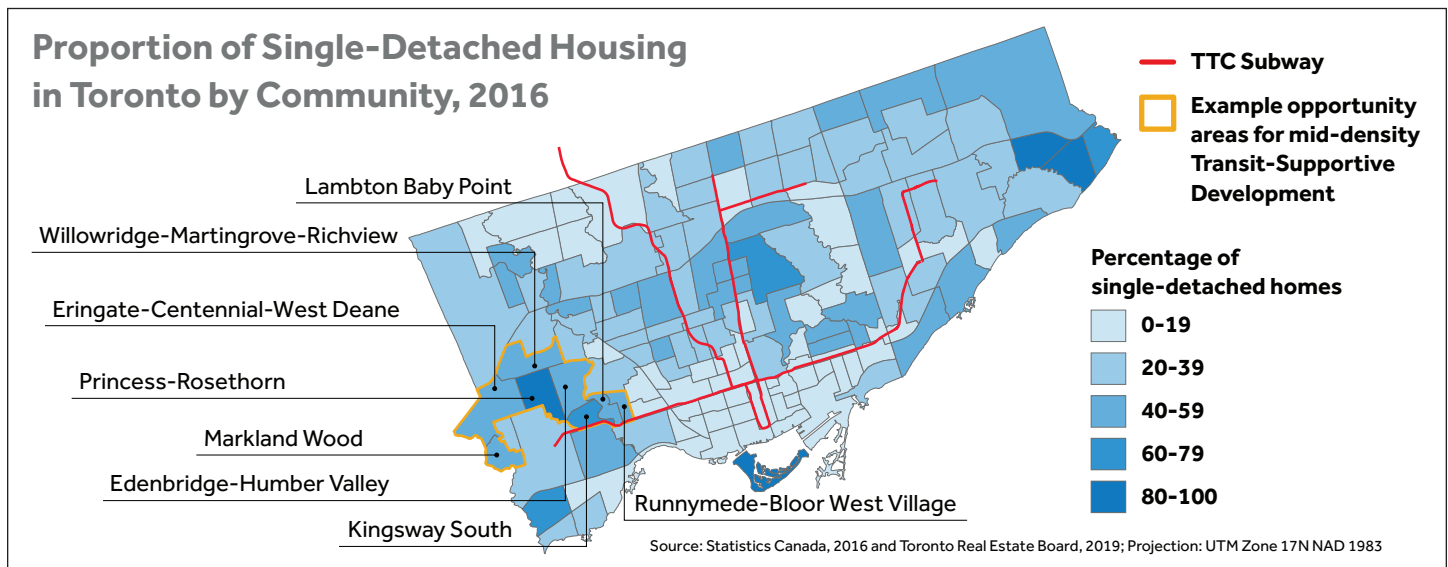 Proportion of Single-Detached Housing
in Toronto by Community, 2016
TTC Subway
Example opportunity
areas for mid-density
Transit-Supportive
Development
Lambton Baby Point
Willowridge-Martingrove-Richview
Eringate-Centennial-West Deane
Princess-Rosethorn
Markland Wood
Edenbridge-Humber Valley
Kingsway South
Runnymede-Bloor West Village
Percentage of
single-detached homes
0-19
20-39
40-59
60-79
80-100
Source: Statistics Canada, 2016 and Toronto Real Estate Board, 2019; Projection: UTM Zone 17N NAD 1983